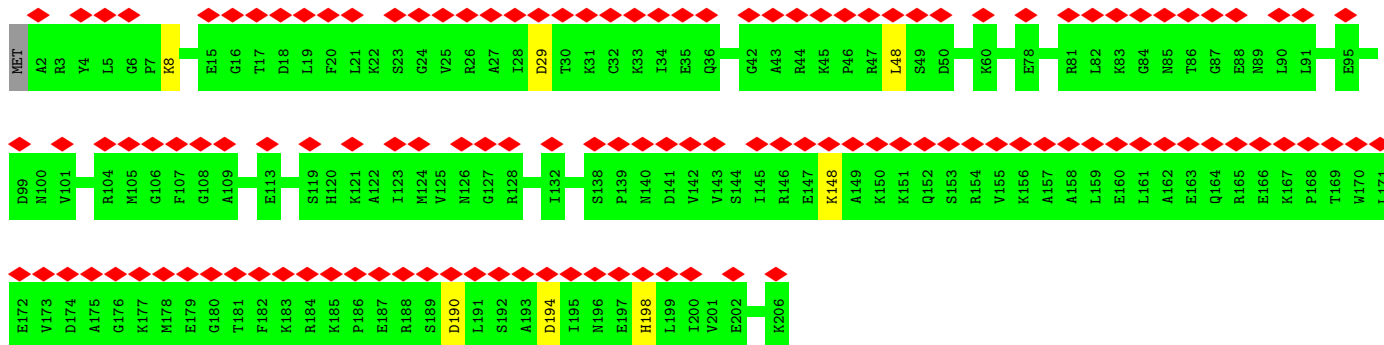 MET A2 R3 Y4 L5 G6 P7 K8 E15 G16 T17 D18 L19 F20 L21 K22 S23 G24 V25 R26 A27 I28 D29 T30 K31 C32 K33 I34 E35 Q36 G42 A43 R44 K45 P46 R47 L48 S49 D50 K60 E78 R81 L82 K83 G84 N85 T86 G87 E88 N89 L90 L91 E95
D99 N100 V101 R104 M105 G106 F107 G108 A109 E113 S119 H120 K121 A122 I123 M124 V125 N126 G127 R128 I132 S138 P139 N140 D141 V142 V143 S144 I145 R146 E147 K148 A149 K150 K151 Q152 S153 R154 V155 K156 A157 A158 L159 E160 L161 A162 E163 Q164 R165 E166 K167 P168 T169 W170 L171
E172 V173 D174 A175 G176 K177 M178 E179 G180 T181 F182 K183 R184 K185 P186 E187 R188 S189 D190 L191 S192 A193 D194 I195 N196 E197 H198 L199 I200 V201 E202 K206